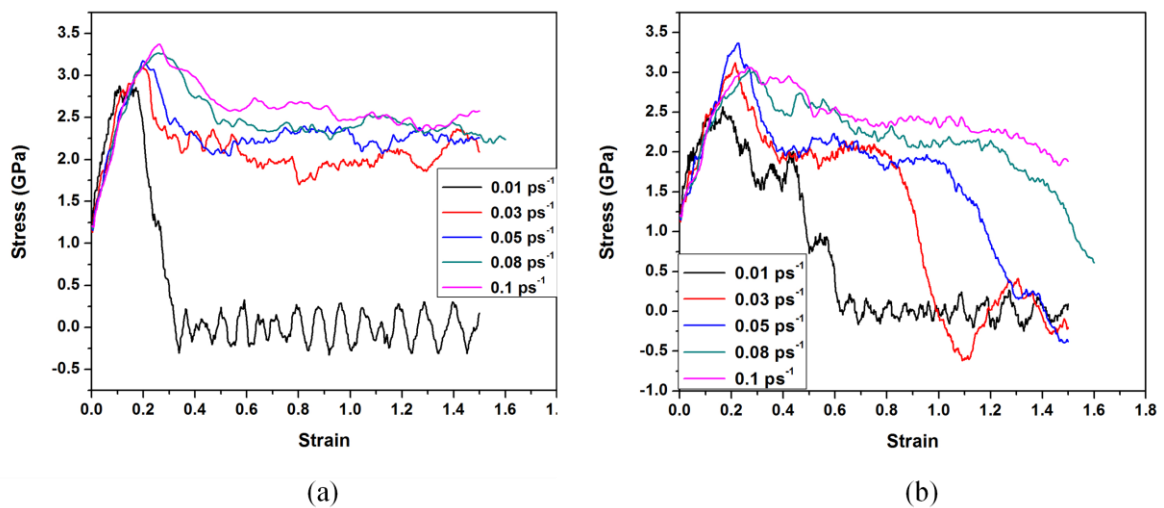 3.5
3.0
2.5
2.0
1.5
1.0
0.5
0.0
-0.5
Stress (GPa)
0.01 ps⁻¹
0.03 ps⁻¹
0.05 ps⁻¹
0.08 ps⁻¹
0.1 ps⁻¹
0.0 0.2 0.4 0.6 0.8 1.0 1.2 1.4 1.6 1.
Strain
(a)
3.5
3.0
2.5
2.0
1.5
1.0
0.5
0.0
-0.5
-1.0
Stress (GPa)
0.01 ps⁻¹
0.03 ps⁻¹
0.05 ps⁻¹
0.08 ps⁻¹
0.1 ps⁻¹
0.0 0.2 0.4 0.6 0.8 1.0 1.2 1.4 1.6 1.8
Strain
(b)